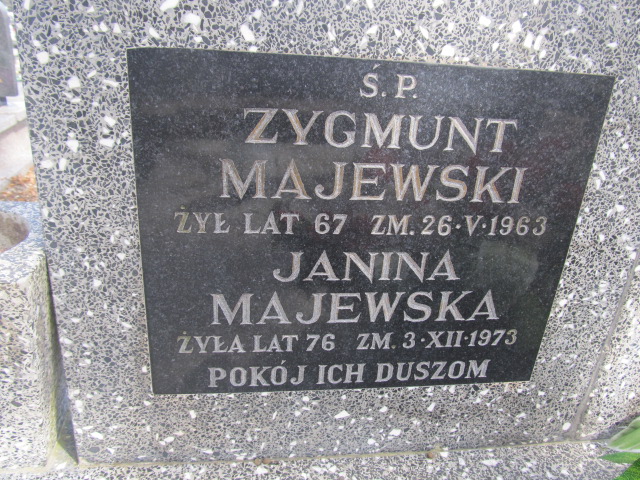 Ś. P.
ZYGMUNT
MAJEWSKI
ŻYŁ LAT 67 ZM. 26·V·1963
JANINA
MAJEWSKA
ŻYŁA LAT 76 ZM. 3·XII·1973
POKÓJ ICH DUSZOM